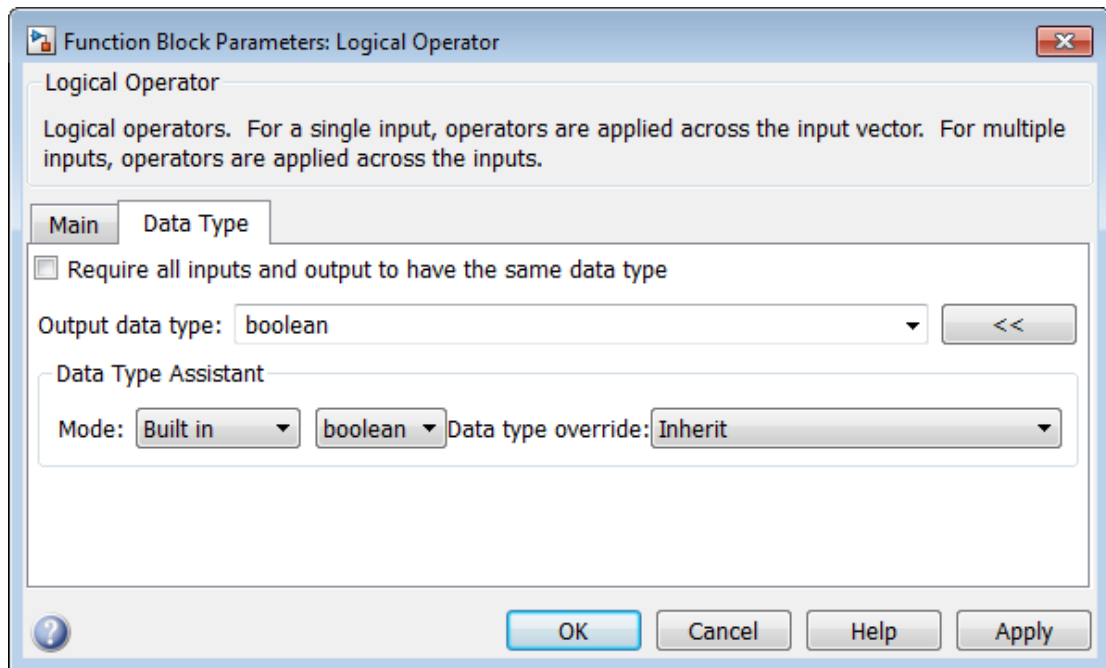 Function Block Parameters: Logical Operator
Logical Operator
Logical operators.  For a single input, operators are applied across the input vector.  For multiple
inputs, operators are applied across the inputs.
Main Data Type
Require all inputs and output to have the same data type
Output data type: boolean <<
Data Type Assistant
Mode: Built in boolean Data type override: Inherit
? OK Cancel Help Apply